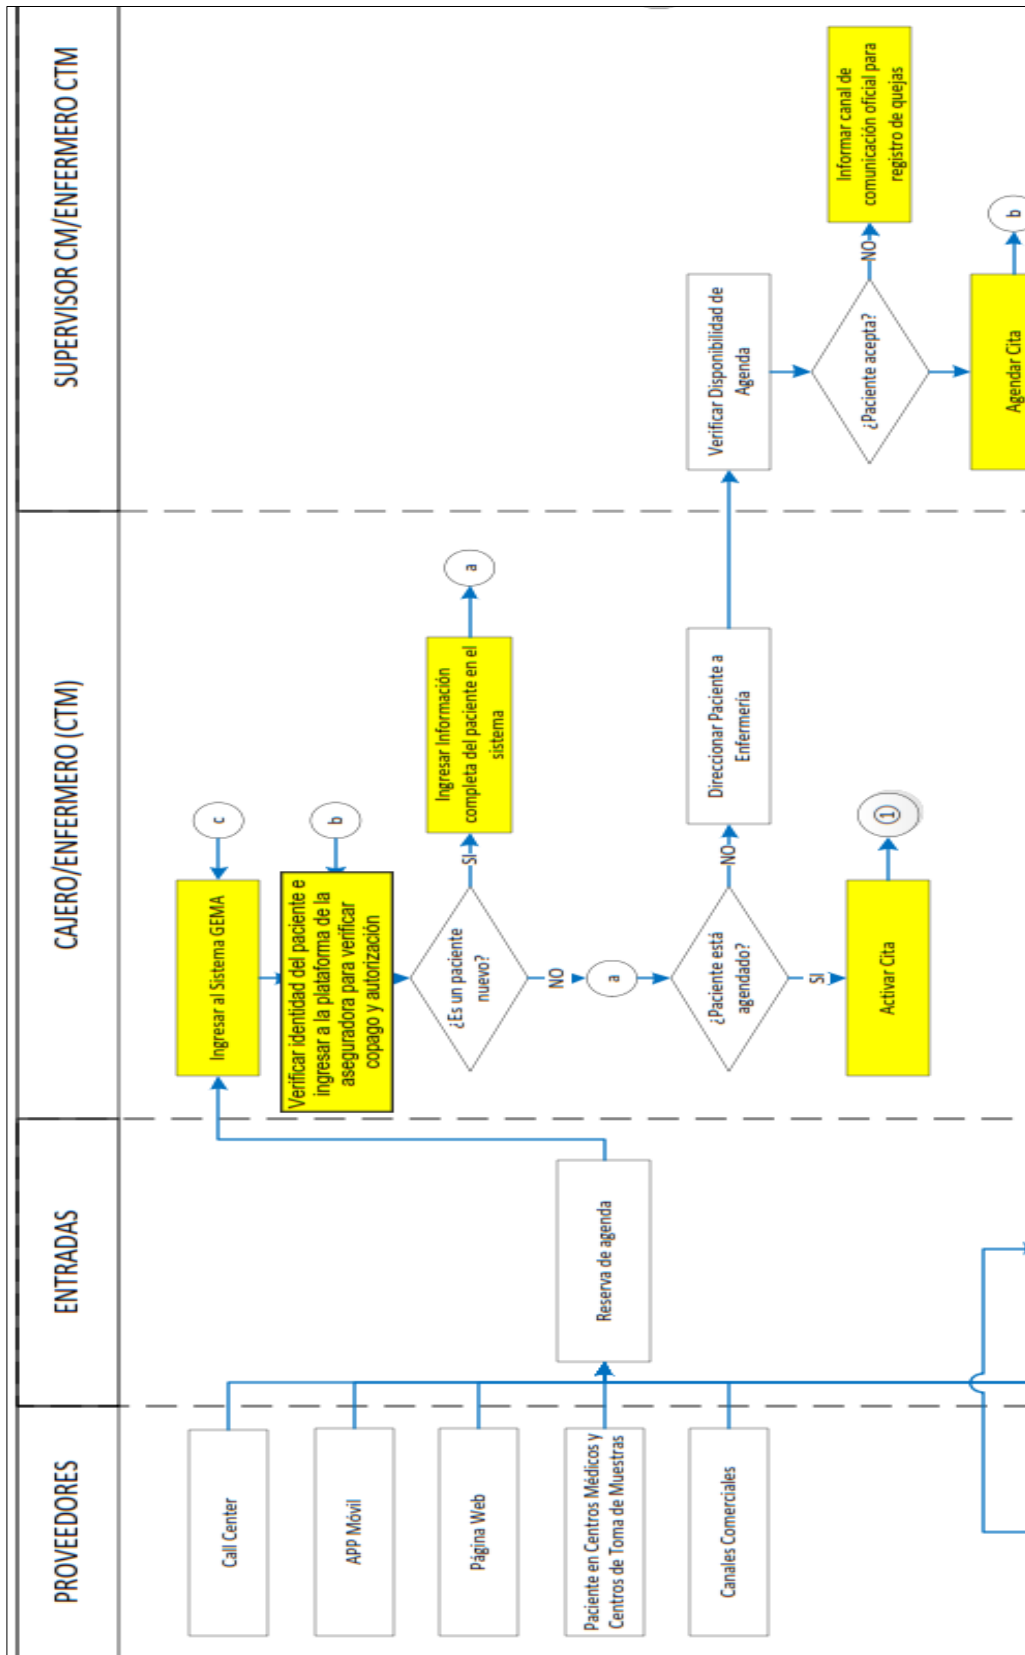 PROVEEDORES
ENTRADAS
CAJERO/ENFERMERO (CTM)
SUPERVISOR CM/ENFERMERO CTM
Call Center
APP Móvil
Página Web
Paciente en Centros Médicos y
Centros de Toma de Muestras
Canales Comerciales
Reserva de agenda
Ingresar al Sistema GEMA
c
Verificar identidad del paciente e
ingresar a la plataforma de la
aseguradora para verificar
copago y autorización
b
¿Es un paciente
nuevo?
SI
Ingresar Información
completa del paciente en el
sistema
a
NO
a
¿Paciente está
agendado?
NO
Direccionar Paciente a
Enfermería
SI
Activar Cita
1
Verificar Disponibilidad de
Agenda
¿Paciente acepta?
NO
Informar canal de
comunicación oficial para
registro de quejas
Agendar Cita
b